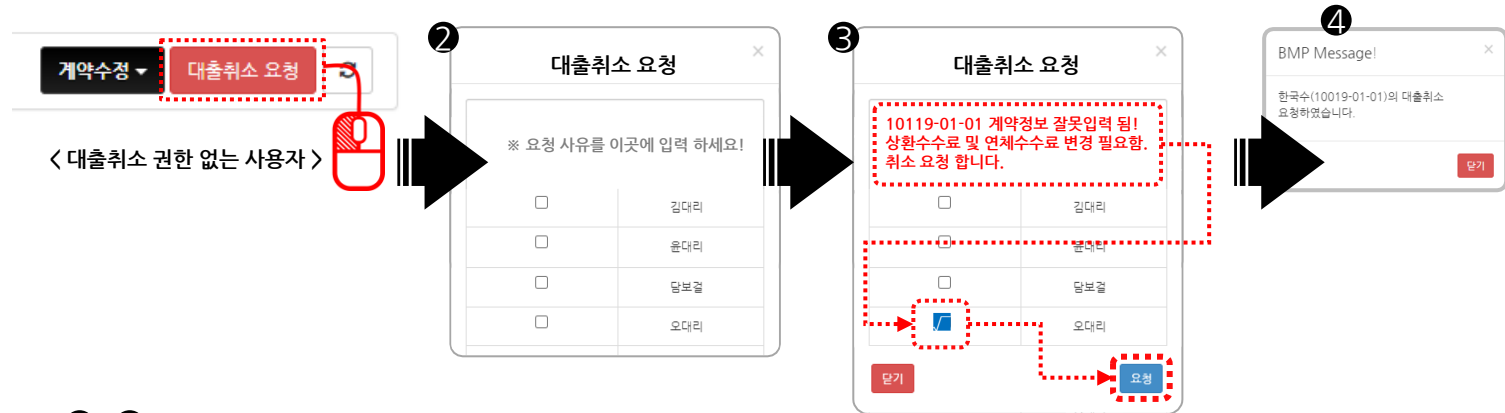 계약수정
대출취소 요청
< 대출취소 권한 없는 사용자 >
❷
대출취소 요청
×
※ 요청 사유를 이곳에 입력 하세요!
김대리
윤대리
담보걸
오대리
❸
대출취소 요청
×
10119-01-01 계약정보 잘못입력 됨!
상환수수료 및 연체수수료 변경 필요함.
취소 요청 합니다.
김대리
윤대리
담보걸
오대리
닫기
요청
❹
BMP Message!
×
한국수(10019-01-01)의 대출취소
요청하였습니다.
닫기